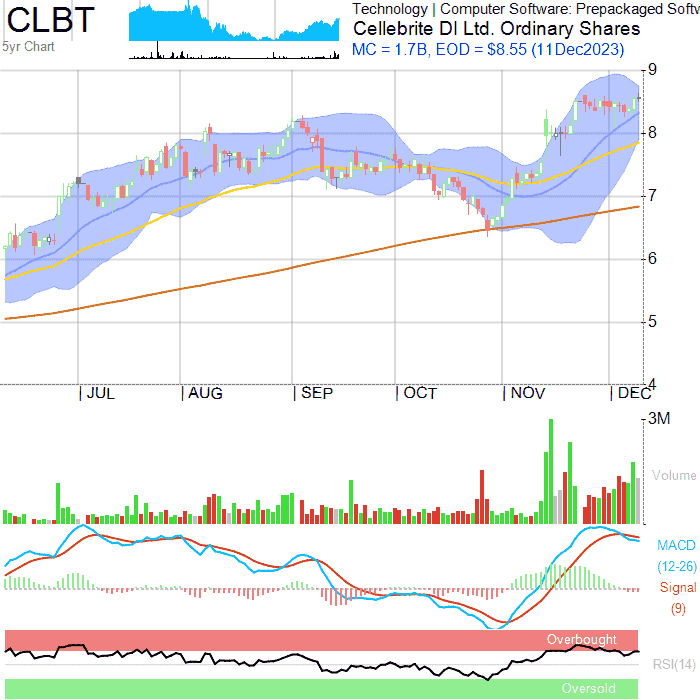 CLBT
5yr Chart
Technology | Computer Software: Prepackaged Softw
Cellebrite DI Ltd. Ordinary Shares
MC = 1.7B, EOD = $8.55 (11Dec2023)
9
8
7
6
5
4
JUL AUG SEP OCT NOV DEC
3M
Volume
MACD
(12-26)
Signal
(9)
Overbought
RSI(14)
Oversold